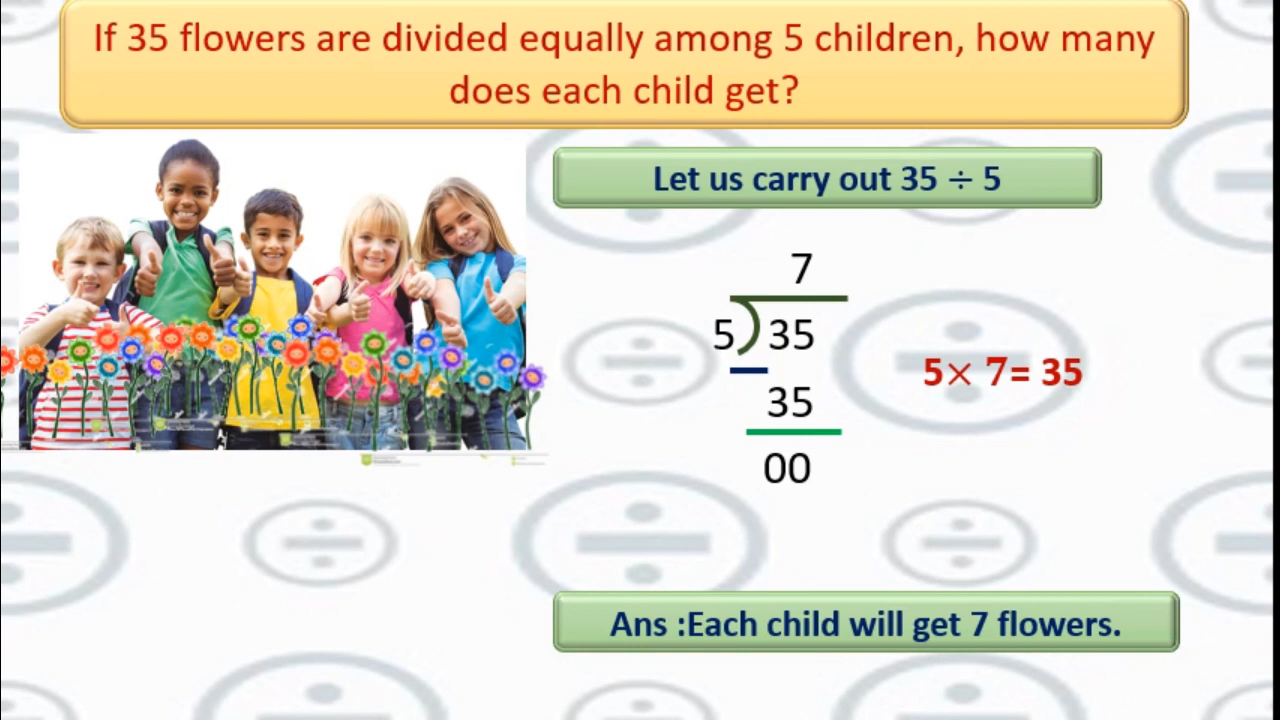 If 35 flowers are divided equally among 5 children, how many
does each child get?
Let us carry out 35 ÷ 5
7
5 35
35
00
5× 7= 35
Ans :Each child will get 7 flowers.